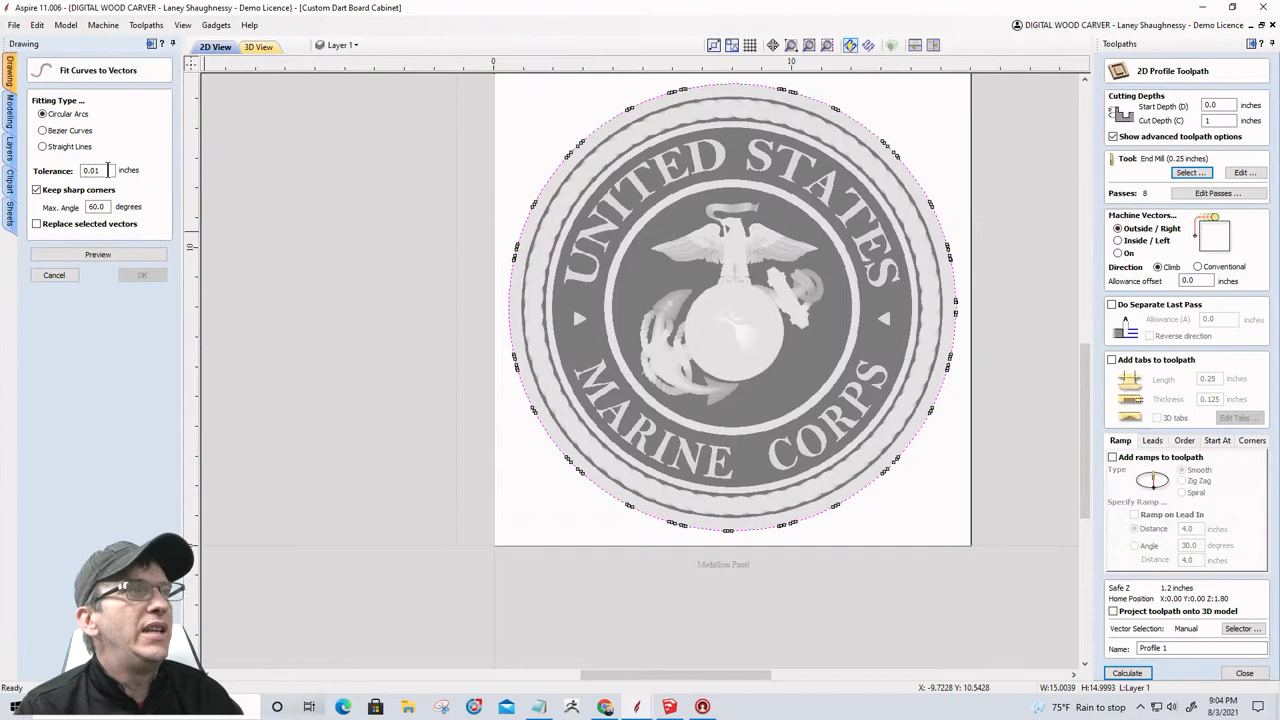 Aspire 11.006 - (DIGITAL WOOD CARVER - Laney Shaughnessy - Demo Licence) - [Custom Dart Board Cabinet]
File Edit Model Machine Toolpaths View Gadgets Help
DIGITAL WOOD CARVER - Laney Shaughnessy - Demo Licence
Drawing
2D View 3D View Layer 1
Toolpaths
Drawing
Modeling
Layers
Clipart
Sheets
Fit Curves to Vectors
Fitting Type ...
Circular Arcs
Bezier Curves
Straight Lines
Tolerance: 0.01 inches
Keep sharp corners
Max. Angle 60.0 degrees
Replace selected vectors
Preview
Cancel OK
0 10
10
UNITED STATES
MARINE CORPS
Medallion Panel
2D Profile Toolpath
Cutting Depths
Start Depth (D) 0.0 inches
Cut Depth (C) 1 inches
Show advanced toolpath options
Tool: End Mill (0.25 inches)
Select ... Edit ...
Passes: 8 Edit Passes ...
Machine Vectors...
Outside / Right
Inside / Left
On
Direction Climb Conventional
Allowance offset 0.0 inches
Do Separate Last Pass
Allowance (A) 0.0 inches
Reverse direction
Add tabs to toolpath
Length 0.25 inches
Thickness 0.125 inches
3D tabs Edit Tabs ...
Ramp Leads Order Start At Corners
Add ramps to toolpath
Type Smooth
Zig Zag
Spiral
Specify Ramp ...
Ramp on Lead In
Distance 4.0 inches
Angle 30.0 degrees
Distance 4.0 inches
Safe Z 1.2 inches
Home Position X:0.00 Y:0.00 Z:1.80
Project toolpath onto 3D model
Vector Selection: Manual Selector ...
Name: Profile 1
Calculate Close
Ready
X: -9.7228 Y: 10.5428 W:15.0039 H:14.9993 L:Layer 1
75°F Rain to stop
9:04 PM
8/3/2021